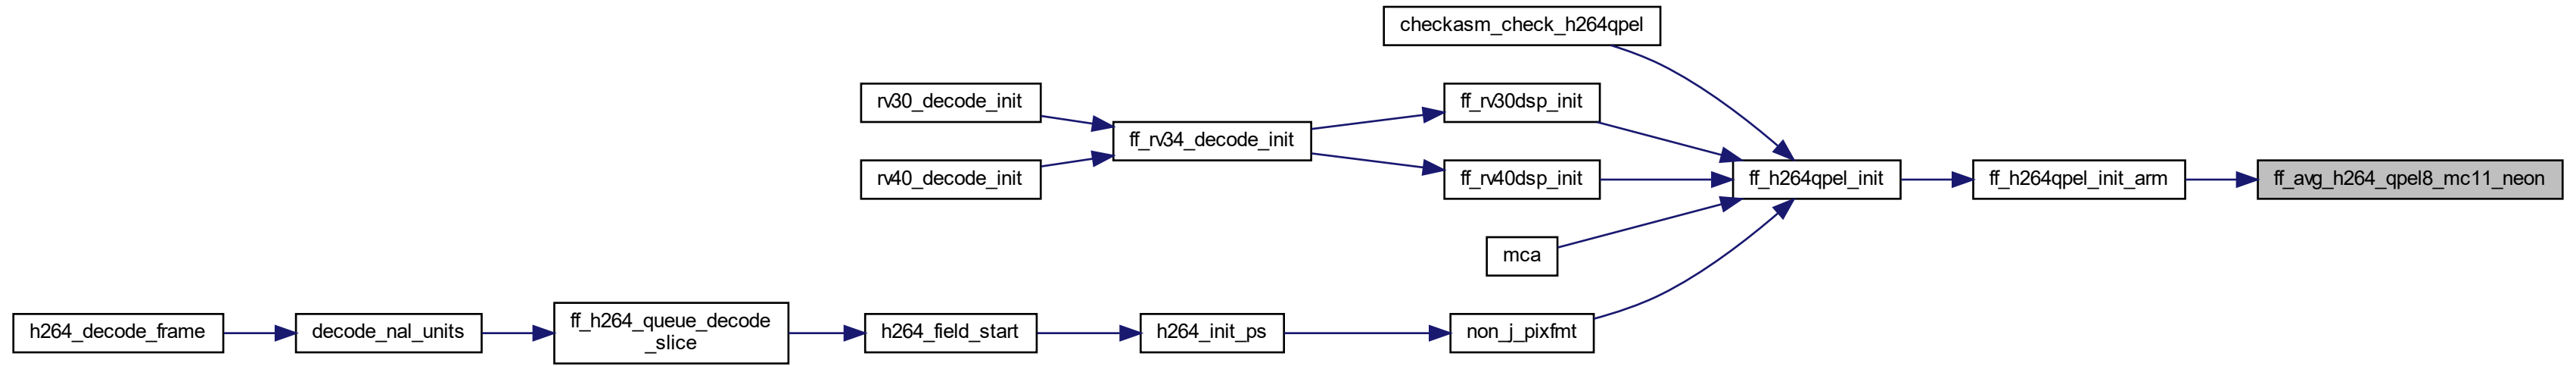 checkasm_check_h264qpel
rv30_decode_init
ff_rv30dsp_init
ff_rv34_decode_init
rv40_decode_init
ff_rv40dsp_init
ff_h264qpel_init
ff_h264qpel_init_arm
ff_avg_h264_qpel8_mc11_neon
mca
h264_decode_frame
decode_nal_units
ff_h264_queue_decode
_slice
h264_field_start
h264_init_ps
non_j_pixfmt